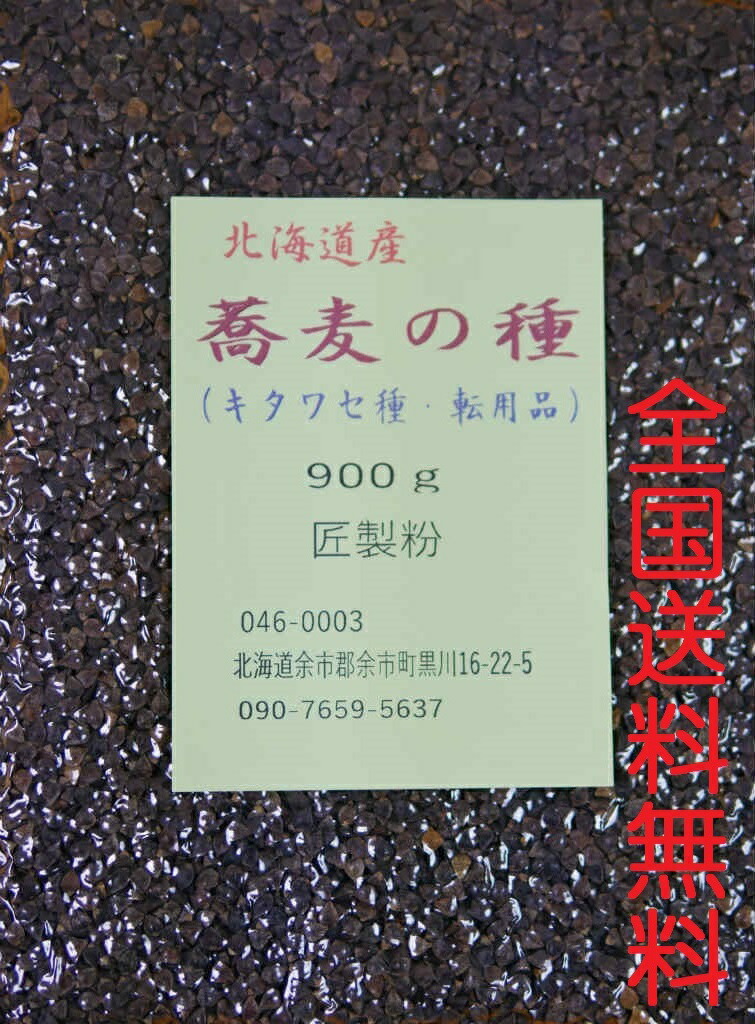 北海道産
蕎麦の種
(キタワセ種・転用品)
900g
匠製粉
046-0003
北海道余市郡余市町黒川16-22-5
090-7659-5637
全国送料無料